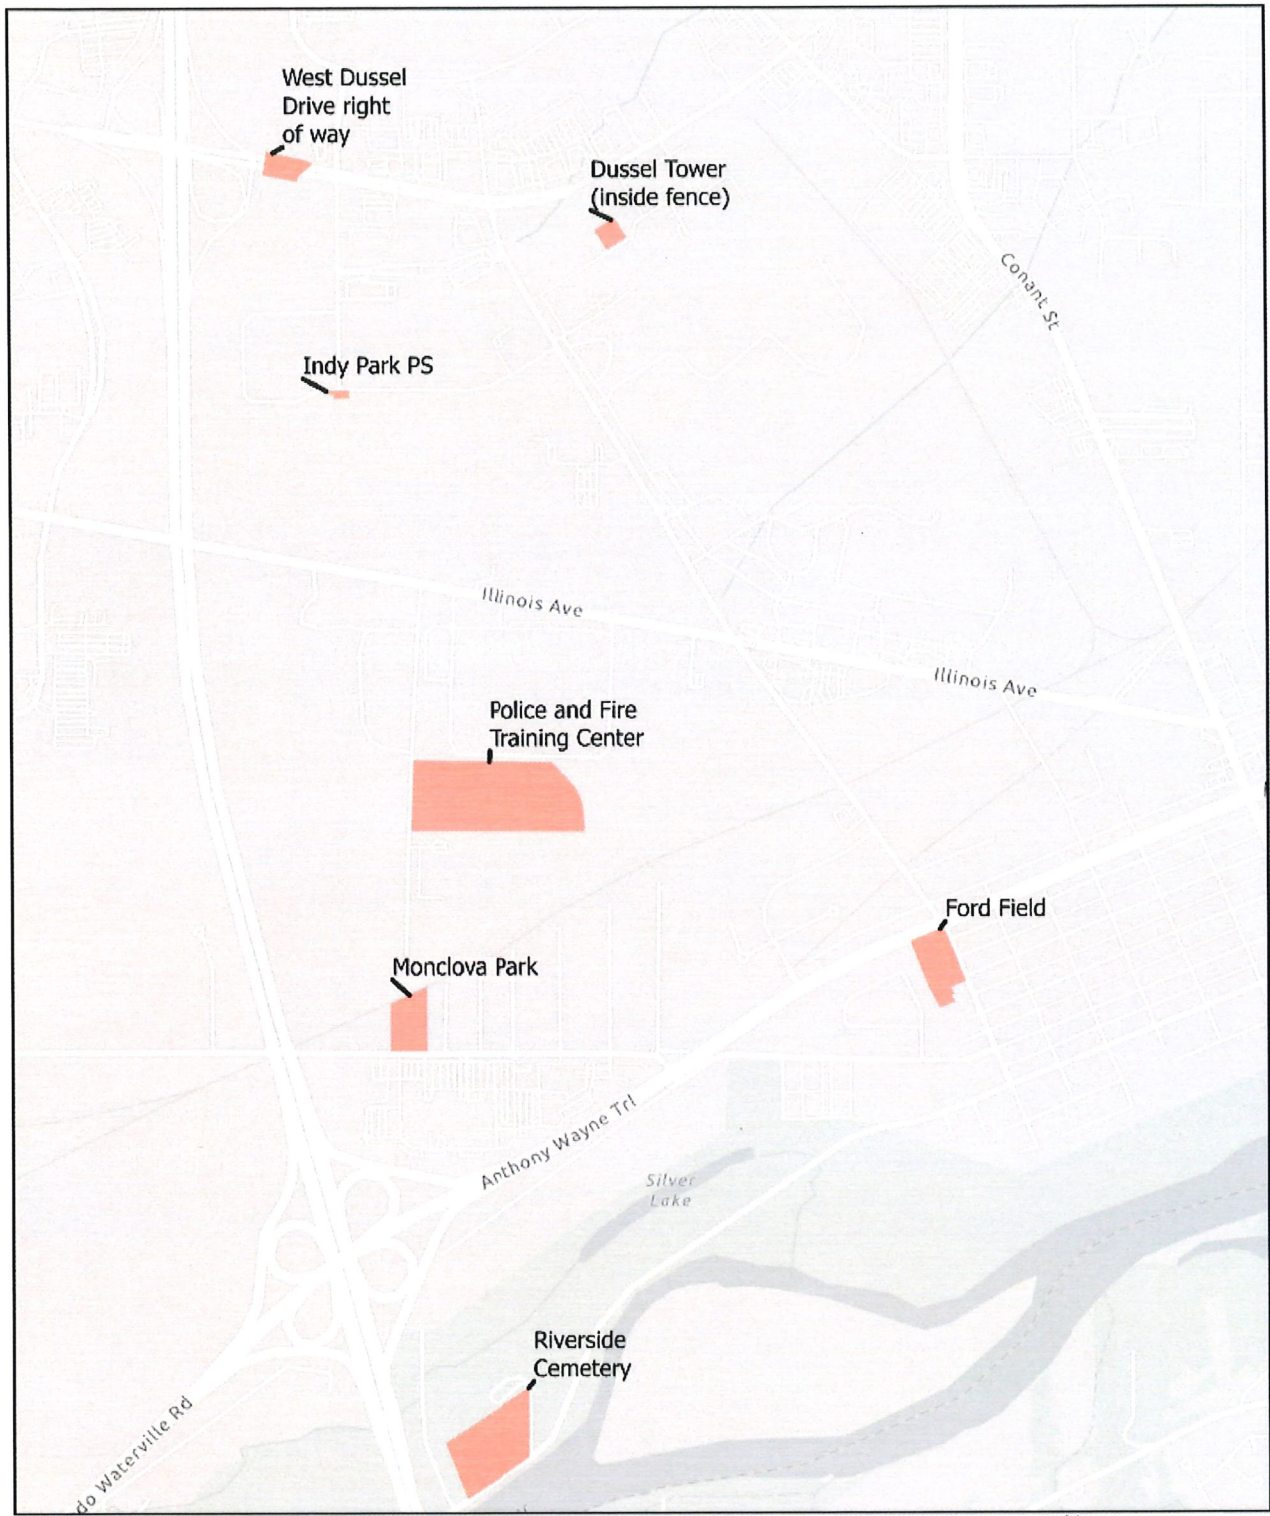 West Dussel
Drive right
of way
Dussel Tower
(inside fence)
Conant St
Indy Park PS
Illinois Ave
Illinois Ave
Police and Fire
Training Center
Ford Field
Monclova Park
Anthony Wayne Trl
Silver
Lake
Riverside
Cemetery
do Waterville Rd